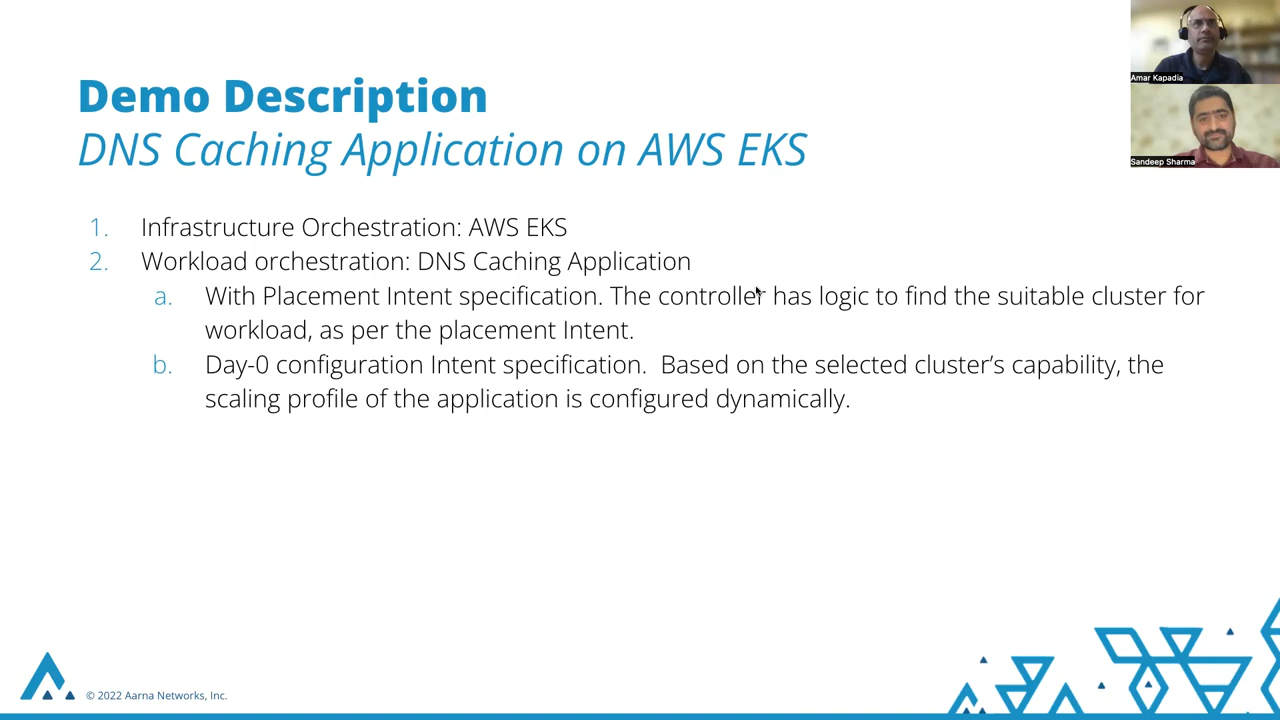 Demo Description
DNS Caching Application on AWS EKS
Amar Kapadia
Sandeep Sharma
1. Infrastructure Orchestration: AWS EKS
2. Workload orchestration: DNS Caching Application
a. With Placement Intent specification. The controller has logic to find the suitable cluster for
workload, as per the placement Intent.
b. Day-0 configuration Intent specification.  Based on the selected cluster’s capability, the
scaling profile of the application is configured dynamically.
© 2022 Aarna Networks, Inc.